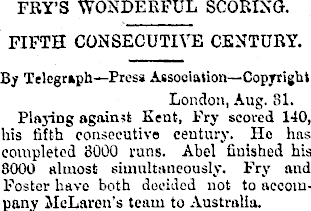 FRY'S WONDERFUL SCORING.
FIFTH CONSECUTIVE CENTURY.
By Telegraph—Press Association—Copyright
London, Aug. 31.
Playing against Kent, Fry scored 140,
his fifth consecutive century. He has
completed 3000 runs. Abel finished his
3000 almost simultaneously. Fry and
Foster have both decided not to accom-
pany McLaren's team to Australia.